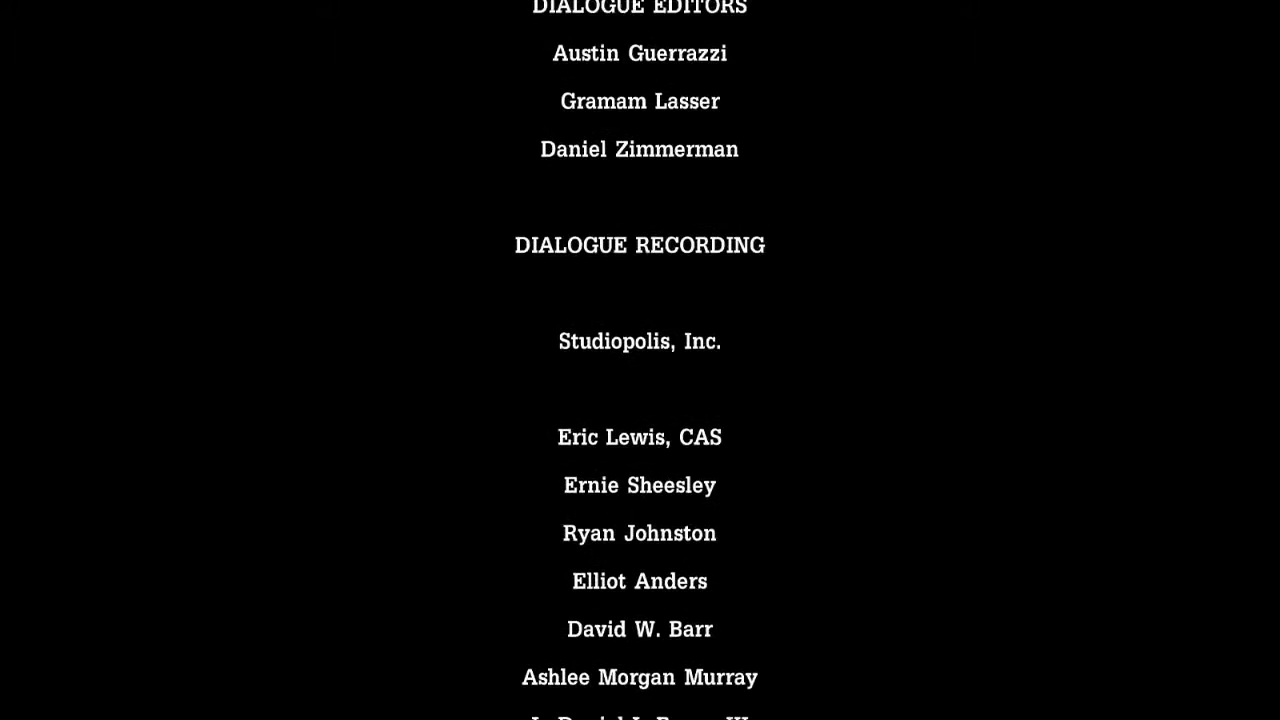 DIALOGUE EDITORS
Austin Guerrazzi
Gramam Lasser
Daniel Zimmerman
DIALOGUE RECORDING
Studiopolis, Inc.
Eric Lewis, CAS
Ernie Sheesley
Ryan Johnston
Elliot Anders
David W. Barr
Ashlee Morgan Murray